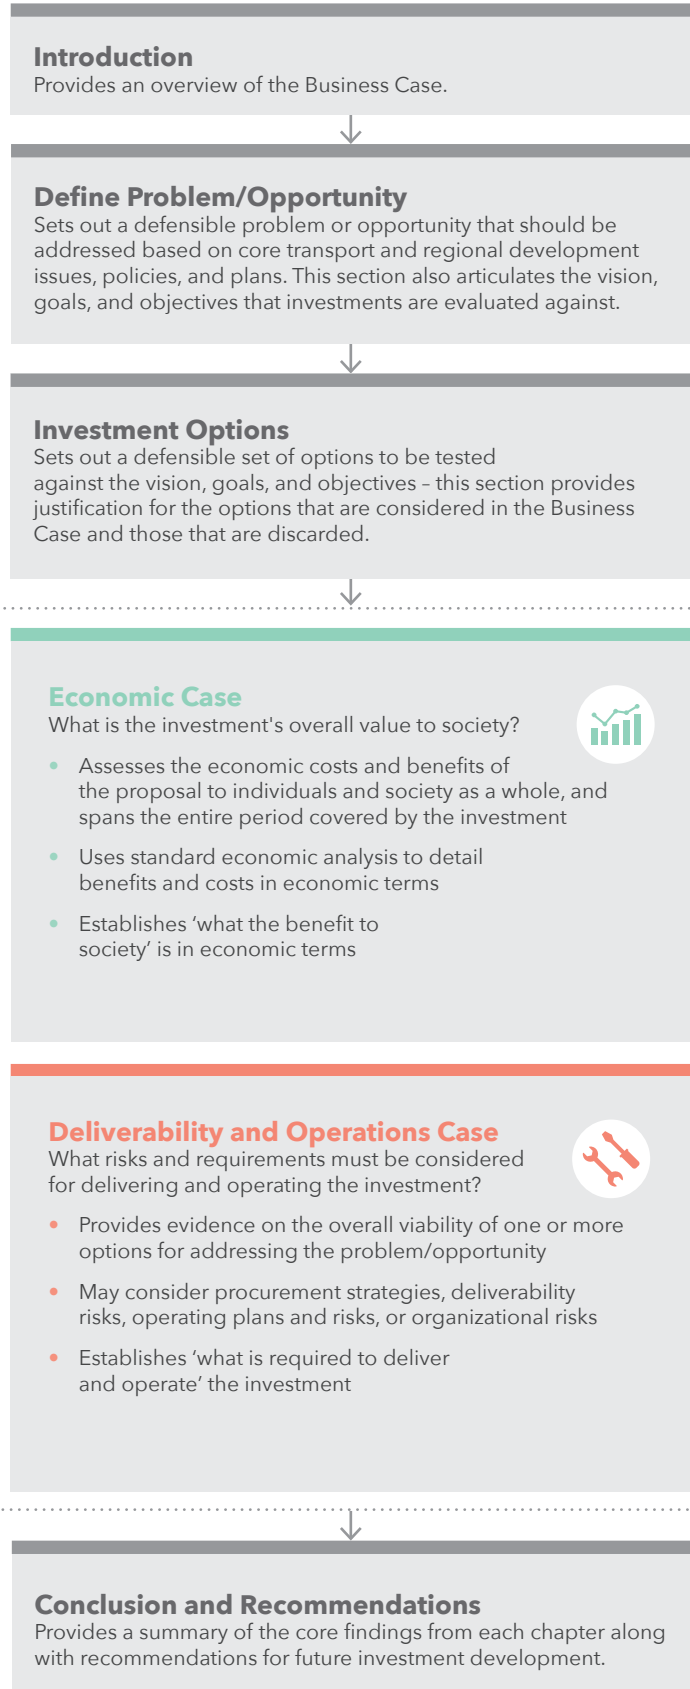 Introduction
Provides an overview of the Business Case.
Define Problem/Opportunity
Sets out a defensible problem or opportunity that should be
addressed based on core transport and regional development
issues, policies, and plans. This section also articulates the vision,
goals, and objectives that investments are evaluated against.
Investment Options
Sets out a defensible set of options to be tested
against the vision, goals, and objectives – this section provides
justification for the options that are considered in the Business
Case and those that are discarded.
Economic Case
What is the investment's overall value to society?
• Assesses the economic costs and benefits of
the proposal to individuals and society as a whole, and
spans the entire period covered by the investment
• Uses standard economic analysis to detail
benefits and costs in economic terms
• Establishes ‘what the benefit to
society’ is in economic terms
Deliverability and Operations Case
What risks and requirements must be considered
for delivering and operating the investment?
• Provides evidence on the overall viability of one or more
options for addressing the problem/opportunity
• May consider procurement strategies, deliverability
risks, operating plans and risks, or organizational risks
• Establishes ‘what is required to deliver
and operate’ the investment
Conclusion and Recommendations
Provides a summary of the core findings from each chapter along
with recommendations for future investment development.